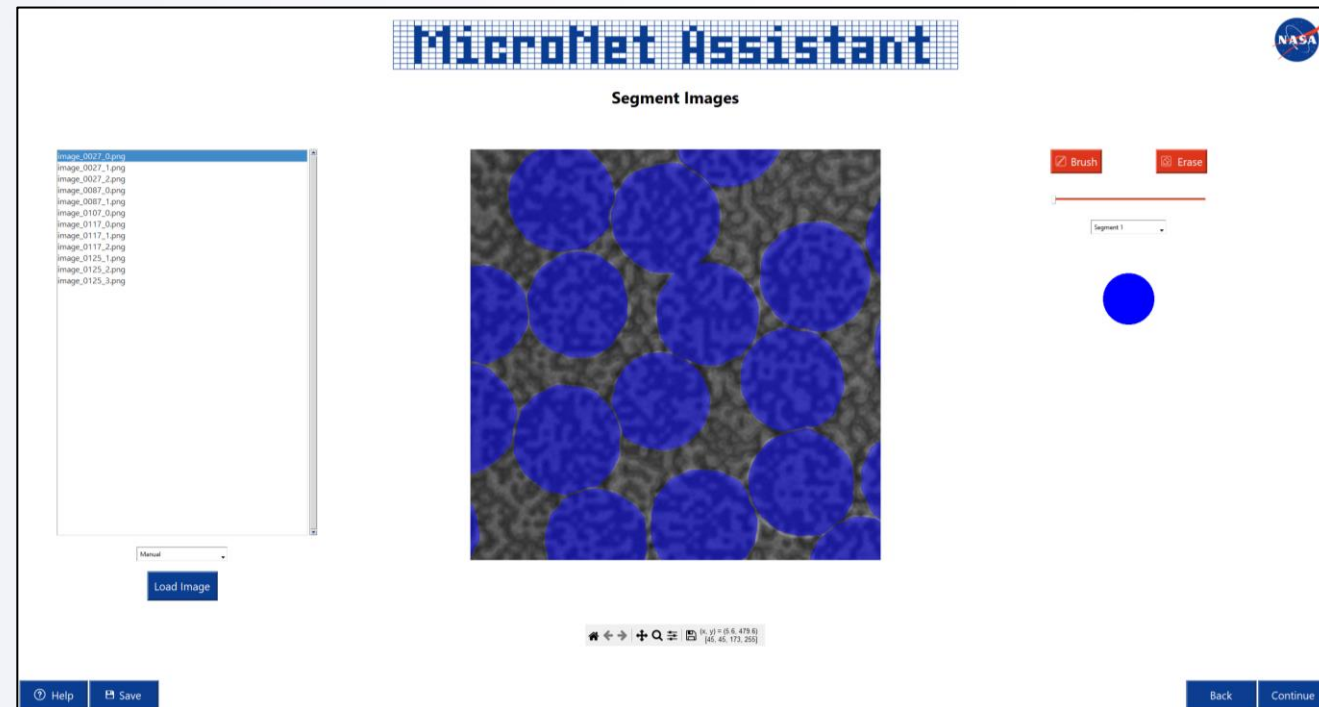 MicroNet Assistant
NASA
Segment Images
image_0027_0.png
image_0027_1.png
image_0027_2.png
image_0087_0.png
image_0087_1.png
image_0107_0.png
image_0117_0.png
image_0117_1.png
image_0117_2.png
image_0125_1.png
image_0125_2.png
image_0125_3.png
Manual
Load Image
Brush
Erase
Segment 1
(x, y) = (5.6, 479.6)
[45, 45, 173, 255]
Help
Save
Back
Continue